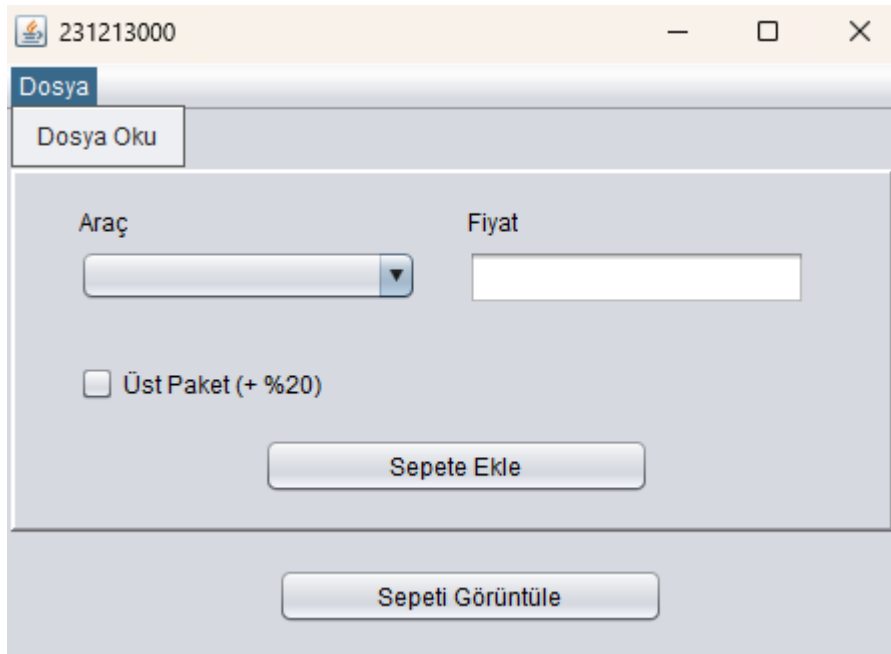 231213000
Dosya
Dosya Oku
Araç Fiyat
Üst Paket (+ %20)
Sepete Ekle
Sepeti Görüntüle